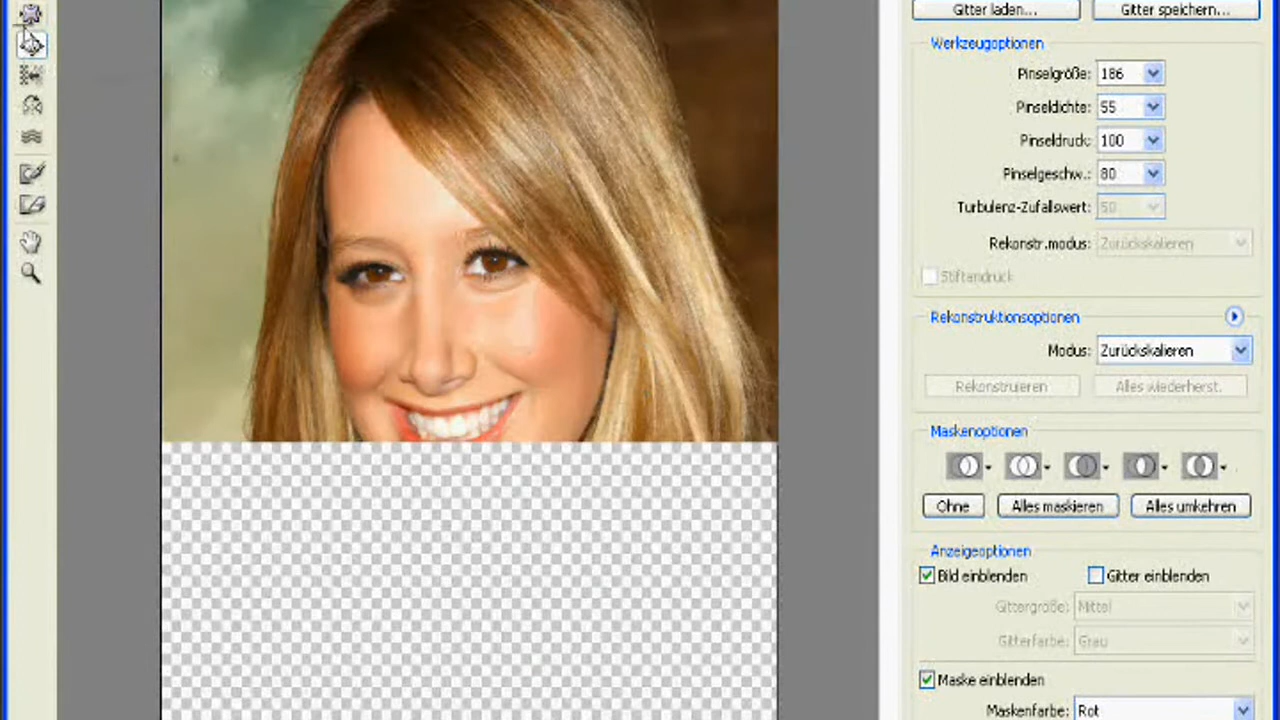 Gitter laden... Gitter speichern...
Werkzeugoptionen
Pinselgröße: 186
Pinseldichte: 55
Pinseldruck: 100
Pinselgeschw.: 80
Turbulenz-Zufallswert: 50
Rekonstr.modus: Zurückskalieren
Stiftandruck
Rekonstruktionsoptionen
Modus: Zurückskalieren
Rekonstruieren Alles wiederherst.
Maskenoptionen
Ohne Alles maskieren Alles umkehren
Anzeigeoptionen
Bild einblenden Gitter einblenden
Gittergröße: Mittel
Gitterfarbe: Grau
Maske einblenden
Maskenfarbe: Rot